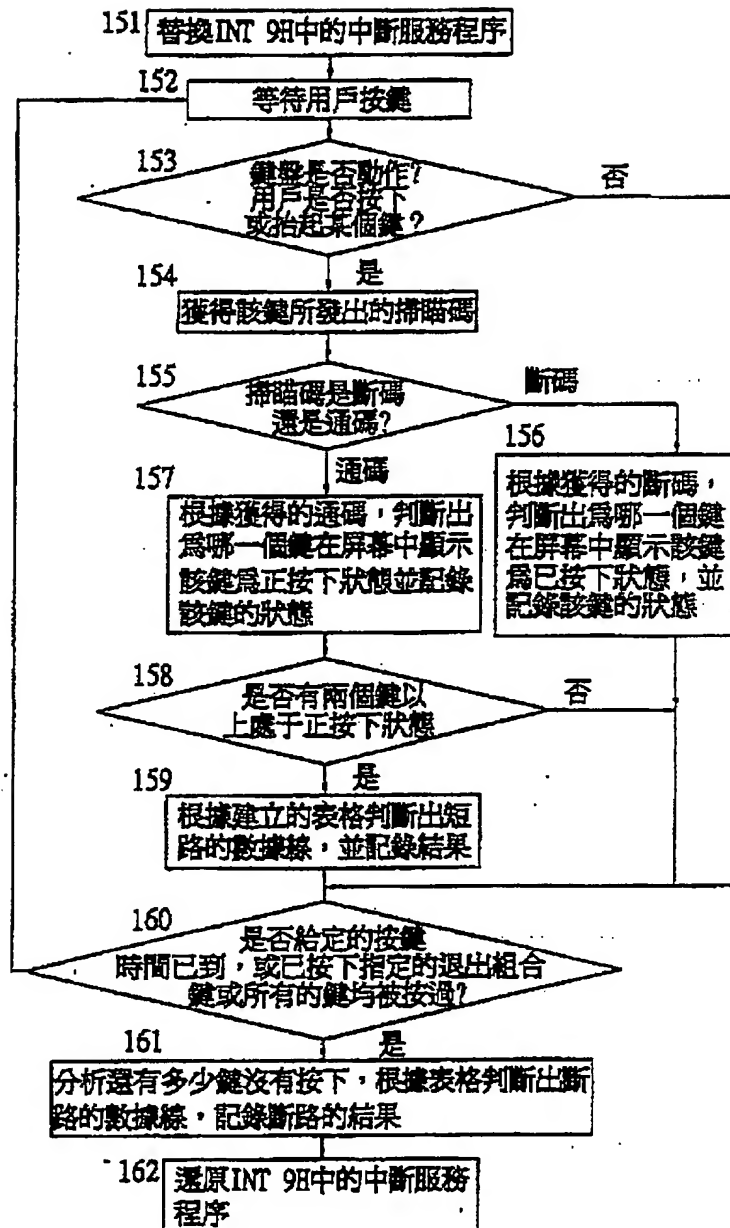 151
替換INT 9H中的中斷服務程序
152
等待用戶按鍵
153
鍵盤是否動作?
用戶是否按下
或抬起某個鍵?
否
是
154
獲得該鍵所發出的掃瞄碼
155
掃瞄碼是斷碼
還是通碼?
斷碼
通碼
156
根據獲得的斷碼,
判斷出爲哪一個鍵
在屏幕中顯示該鍵
爲已按下狀態,並
記錄該鍵的狀態
157
根據獲得的通碼,判斷出
爲哪一個鍵在屏幕中顯示
該鍵爲正按下狀態並記錄
該鍵的狀態
158
是否有兩個鍵以
上處于正按下狀態
否
是
159
根據建立的表格判斷出短
路的數據線,並記錄結果
160
是否給定的按鍵
時間已到,或已按下指定的退出組合
鍵或所有的鍵均被按過?
是
161
分析還有多少鍵沒有按下,根據表格判斷出斷
路的數據線,記錄斷路的結果
162
還原INT 9H中的中斷服務
程序